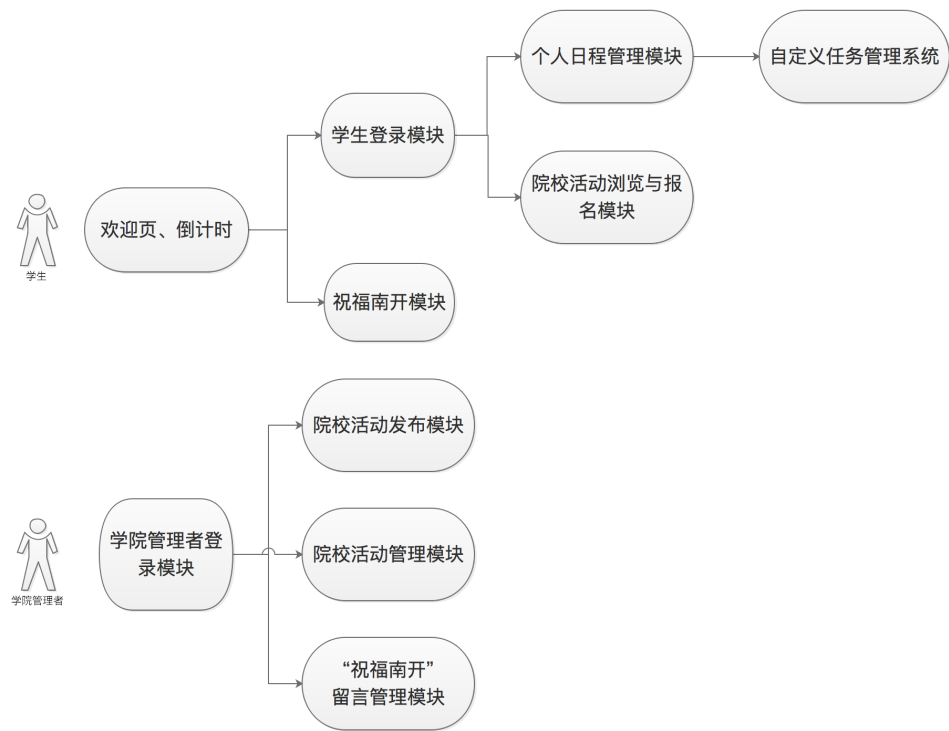 个人日程管理模块
自定义任务管理系统
学生登录模块
院校活动浏览与报
名模块
欢迎页、倒计时
学生
祝福南开模块
院校活动发布模块
学院管理者登
录模块
院校活动管理模块
学院管理者
“祝福南开”
留言管理模块